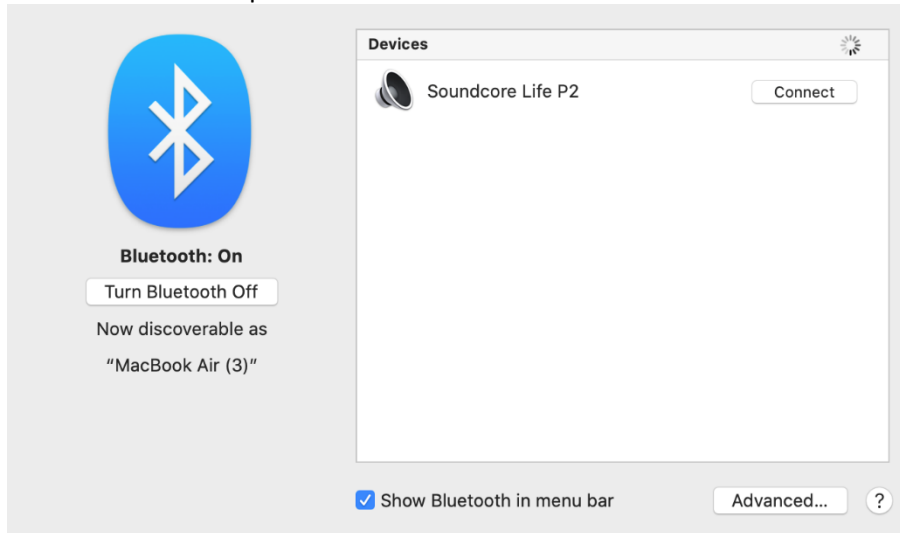 Devices
Soundcore Life P2
Connect
Bluetooth: On
Turn Bluetooth Off
Now discoverable as
“MacBook Air (3)”
Show Bluetooth in menu bar
Advanced...
?